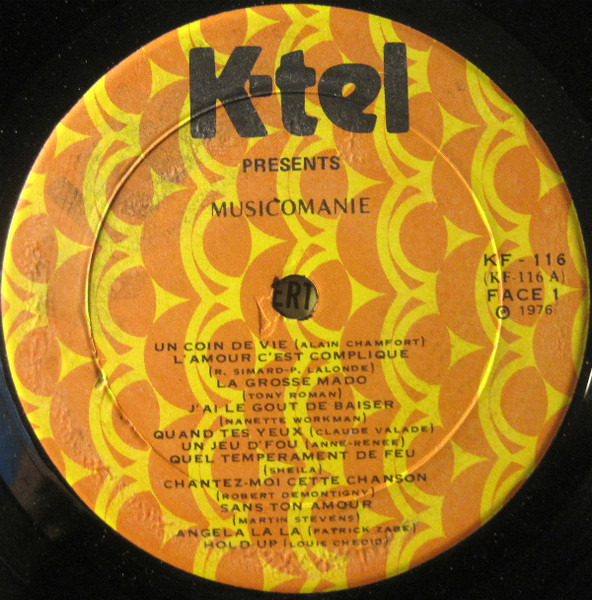 K-tel
PRESENTS
MUSICOMANIE
KF - 116
(KF-116 A)
FACE 1
© 1976
ERT
UN COIN DE VIE (ALAIN CHAMFORT)
L'AMOUR C'EST COMPLIQUE
(R. SIMARD-P. LALONDE)
LA GROSSE MADO
(TONY ROMAN)
J'AI LE GOUT DE BAISER
(NANETTE WORKMAN)
QUAND TES YEUX (CLAUDE VALADE)
UN JEU D'FOU (ANNE-RENEE)
QUEL TEMPERAMENT DE FEU
(SHEILA)
CHANTEZ-MOI CETTE CHANSON
(ROBERT DEMONTIGNY)
SANS TON AMOUR
(MARTIN STEVENS)
ANGELA LA LA (PATRICK ZABE)
HOLD UP (LOUIS CHEDID)